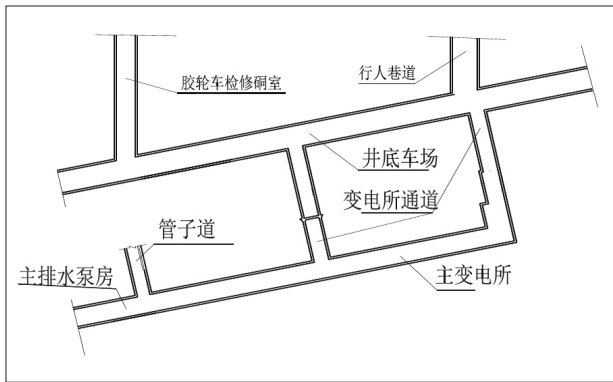 胶轮车检修硐室
行人巷道
井底车场
变电所通道
管子道
主排水泵房
主变电所